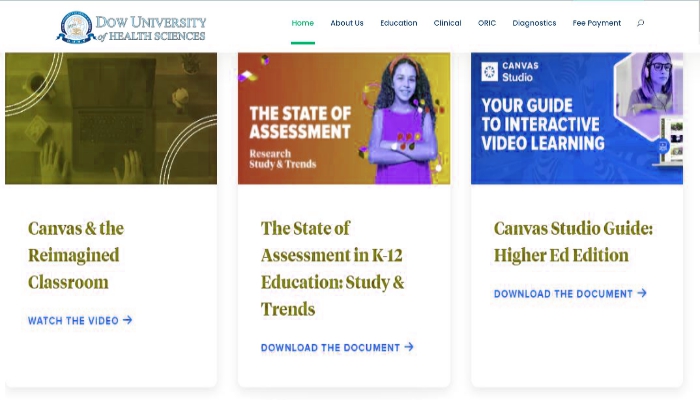 DOW UNIVERSITY
of HEALTH SCIENCES
Home About Us Education Clinical ORIC Diagnostics Fee Payment
THE STATE OF
ASSESSMENT
Research
Study & Trends
CANVAS
Studio
YOUR GUIDE
TO INTERACTIVE
VIDEO LEARNING
Canvas & the
Reimagined
Classroom
WATCH THE VIDEO →
The State of
Assessment in K-12
Education: Study &
Trends
DOWNLOAD THE DOCUMENT →
Canvas Studio Guide:
Higher Ed Edition
DOWNLOAD THE DOCUMENT →